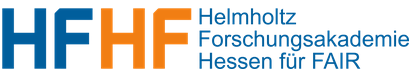 HFHF Helmholtz
Forschungsakademie
Hessen für FAIR